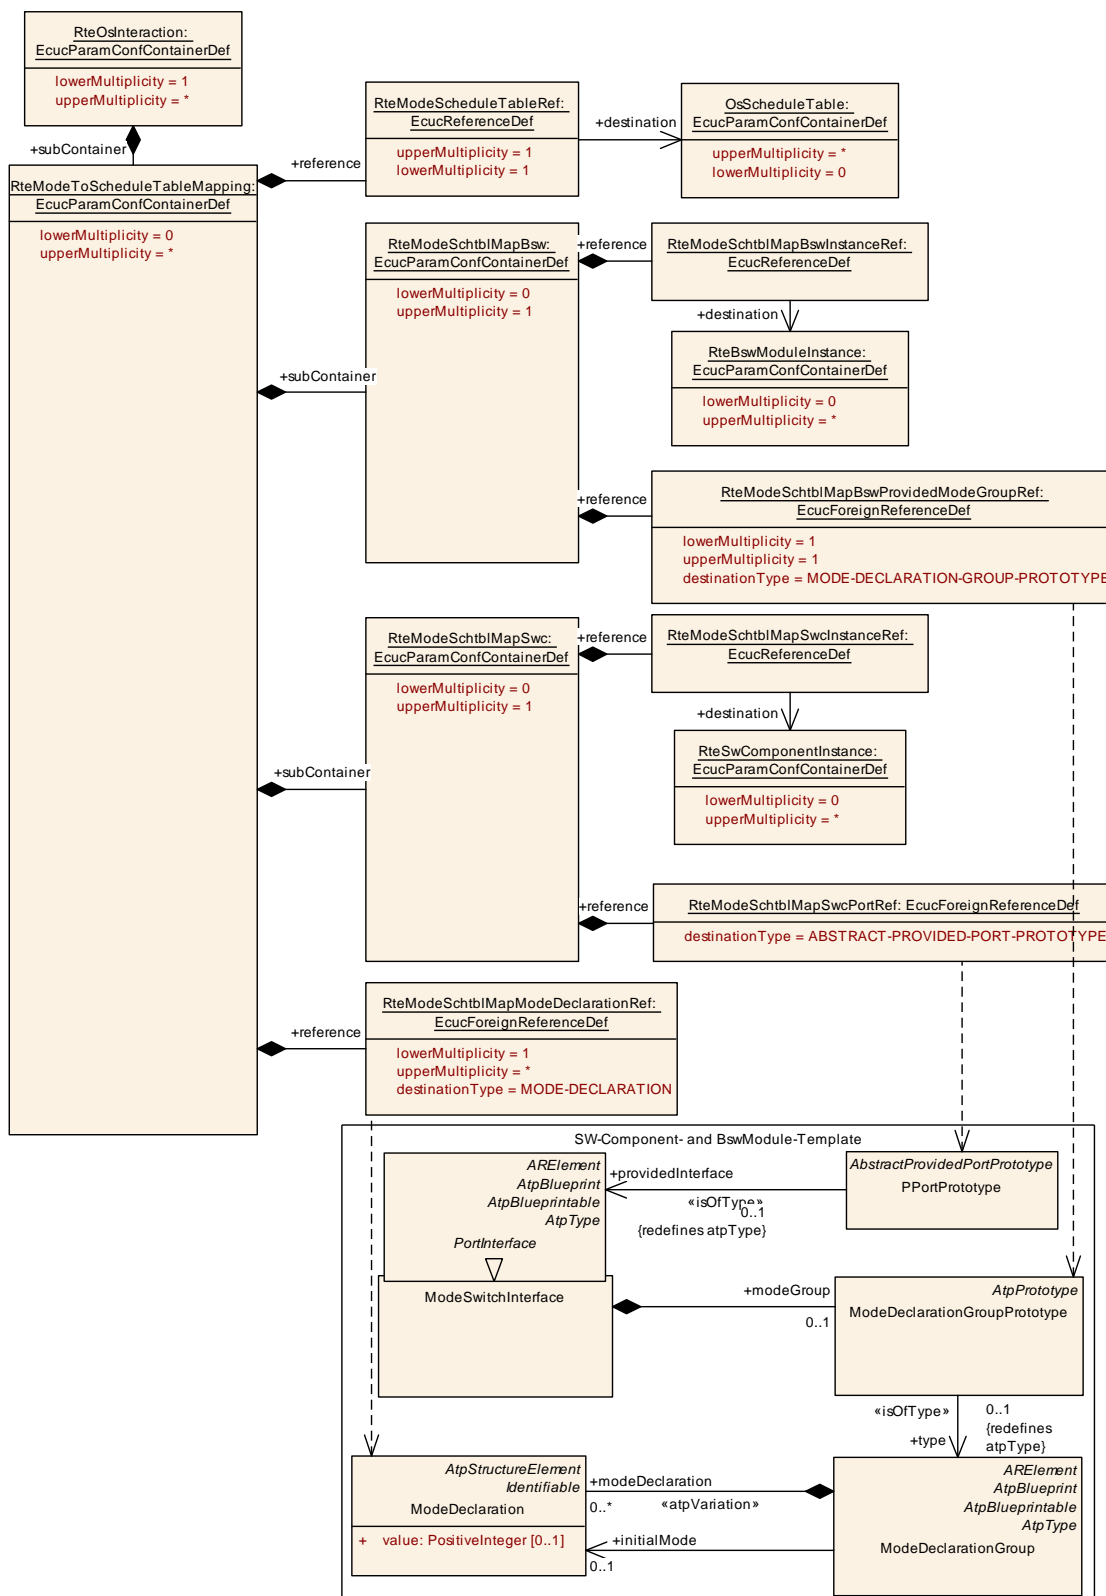 RteOsInteraction:
EcucParamConfContainerDef
lowerMultiplicity = 1
upperMultiplicity = *
+subContainer
RteModeToScheduleTableMapping:
EcucParamConfContainerDef
lowerMultiplicity = 0
upperMultiplicity = *
+reference
RteModeScheduleTableRef:
EcucReferenceDef
upperMultiplicity = 1
lowerMultiplicity = 1
+destination
OsScheduleTable:
EcucParamConfContainerDef
upperMultiplicity = *
lowerMultiplicity = 0
+subContainer
RteModeSchtblMapBsw:
EcucParamConfContainerDef
lowerMultiplicity = 0
upperMultiplicity = 1
+reference
RteModeSchtblMapBswInstanceRef:
EcucReferenceDef
+destination
RteBswModuleInstance:
EcucParamConfContainerDef
lowerMultiplicity = 0
upperMultiplicity = *
+reference
RteModeSchtblMapBswProvidedModeGroupRef:
EcucForeignReferenceDef
lowerMultiplicity = 1
upperMultiplicity = 1
destinationType = MODE-DECLARATION-GROUP-PROTOTYPE
+subContainer
RteModeSchtblMapSwc:
EcucParamConfContainerDef
lowerMultiplicity = 0
upperMultiplicity = 1
+reference
RteModeSchtblMapSwcInstanceRef:
EcucReferenceDef
+destination
RteSwComponentInstance:
EcucParamConfContainerDef
lowerMultiplicity = 0
upperMultiplicity = *
+reference
RteModeSchtblMapSwcPortRef: EcucForeignReferenceDef
destinationType = ABSTRACT-PROVIDED-PORT-PROTOTYPE
+reference
RteModeSchtblMapModeDeclarationRef:
EcucForeignReferenceDef
lowerMultiplicity = 1
upperMultiplicity = *
destinationType = MODE-DECLARATION
SW-Component- and BswModule-Template
ARElement
AtpBlueprint
AtpBlueprintable
AtpType
PortInterface
+providedInterface
«isOfType»
0..1
{redefines atpType}
AbstractProvidedPortPrototype
PPortPrototype
ModeSwitchInterface
+modeGroup
0..1
AtpPrototype
ModeDeclarationGroupPrototype
«isOfType»
0..1
{redefines
atpType}
+type
AtpStructureElement
Identifiable
ModeDeclaration
+ value: PositiveInteger [0..1]
+modeDeclaration
0..*
«atpVariation»
+initialMode
0..1
ARElement
AtpBlueprint
AtpBlueprintable
AtpType
ModeDeclarationGroup